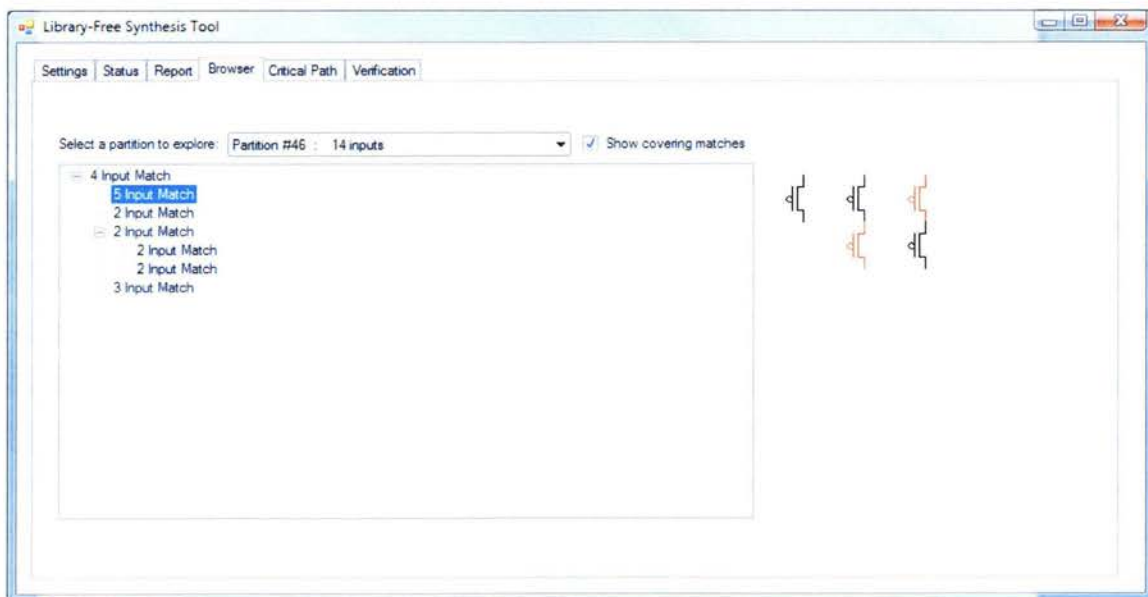 Library-Free Synthesis Tool
Settings Status Report Browser Critical Path Verification
Select a partition to explore: Partition #46 : 14 inputs Show covering matches
4 Input Match
5 Input Match
2 Input Match
2 Input Match
2 Input Match
2 Input Match
3 Input Match